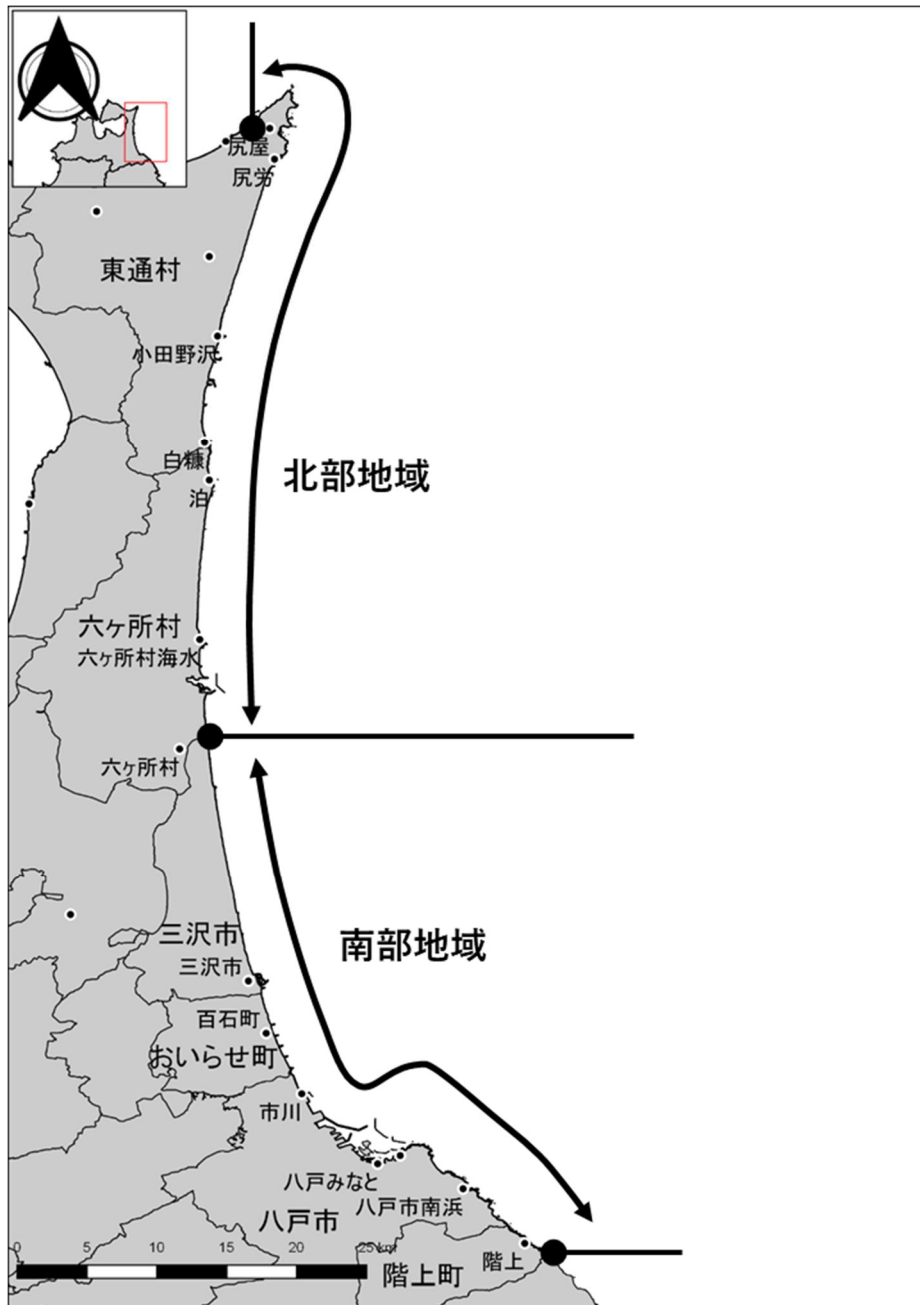 尻屋
尻労
東通村
小田野沢
白糠
泊
北部地域
六ヶ所村
六ヶ所村海水
六ヶ所村
三沢市
南部地域
三沢市
百石町
おいらせ町
市川
八戸みなと
八戸市南浜
八戸市
0 5 10 15 20 25 km
階上
階上町